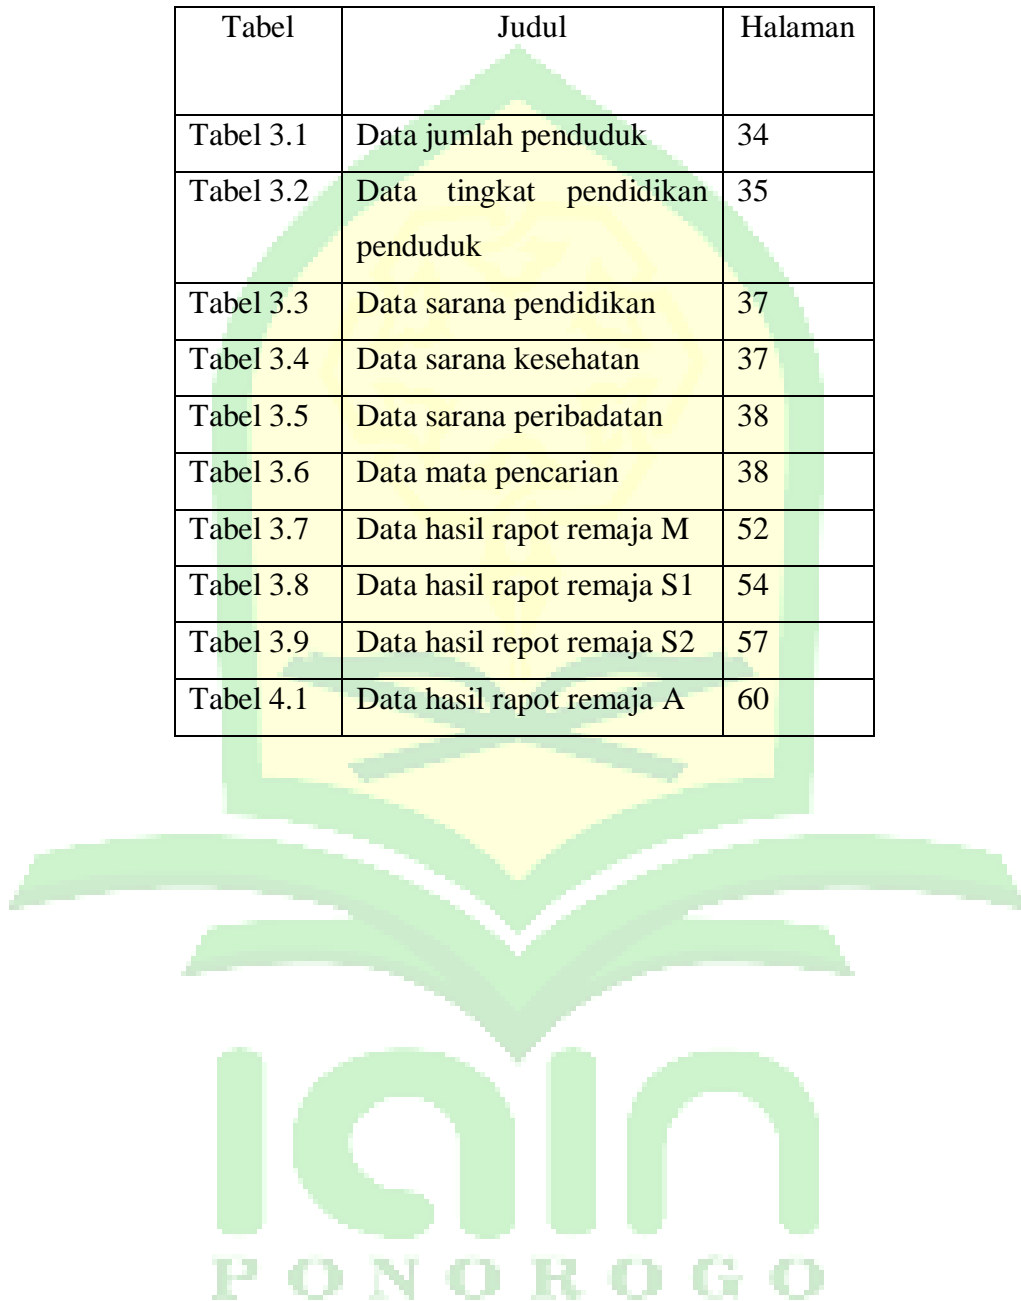 Tabel Judul Halaman
Tabel 3.1 Data jumlah penduduk 34
Tabel 3.2 Data tingkat pendidikan 35
penduduk
Tabel 3.3 Data sarana pendidikan 37
Tabel 3.4 Data sarana kesehatan 37
Tabel 3.5 Data sarana peribadatan 38
Tabel 3.6 Data mata pencarian 38
Tabel 3.7 Data hasil rapot remaja M 52
Tabel 3.8 Data hasil rapot remaja S1 54
Tabel 3.9 Data hasil repot remaja S2 57
Tabel 4.1 Data hasil rapot remaja A 60
iain
PONOROGO